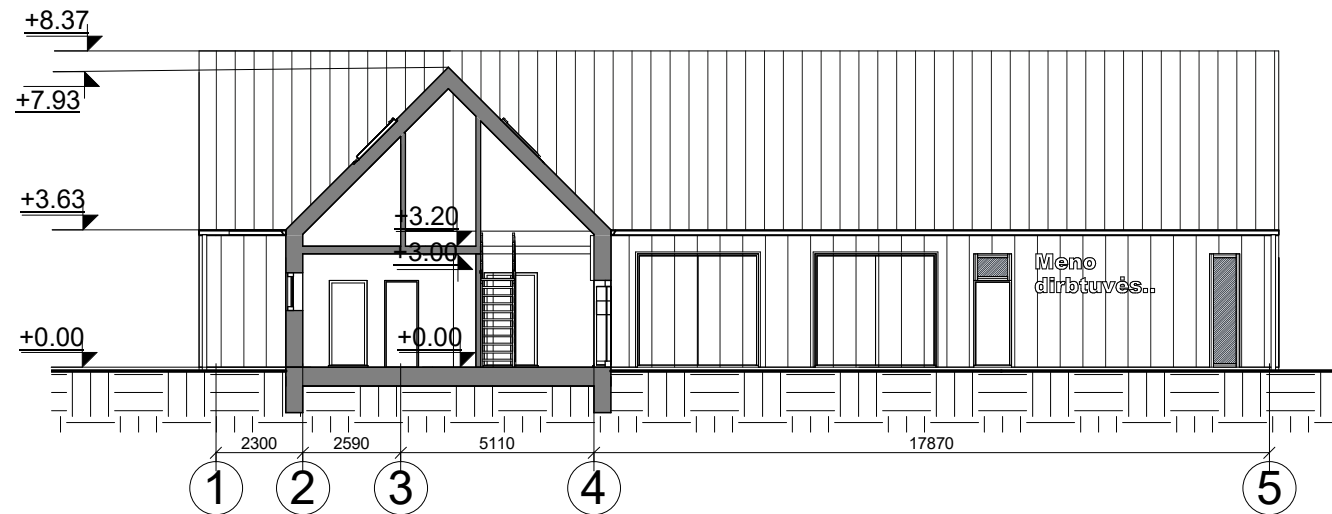 +8.37
+7.93
+3.63
+3.20
+3.00
Meno
dirbtuvės..
+0.00
+0.00
2300 2590 5110 17870
1 2 3 4 5